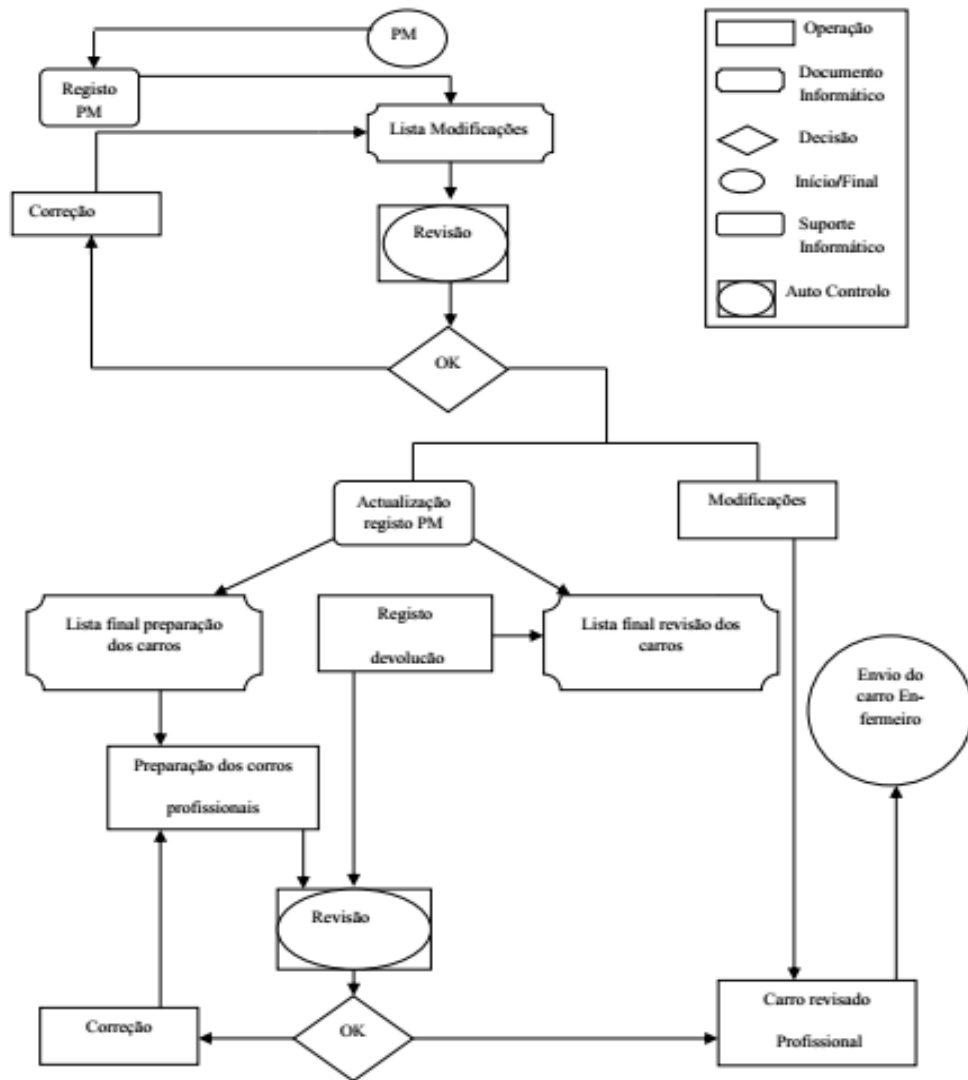 PM
Registo
PM
Lista Modificações
Correção
Revisão
OK
Operação
Documento
Informático
Decisão
Início/Final
Suporte
Informático
Auto Controlo
Actualização
registo PM
Modificações
Lista final preparação
dos carros
Registo
devolucão
Lista final revisão dos
carros
Envio do
carro En-
fermeiro
Preparação dos corros
profissionais
Revisão
Correção
OK
Carro revisado
Profissional